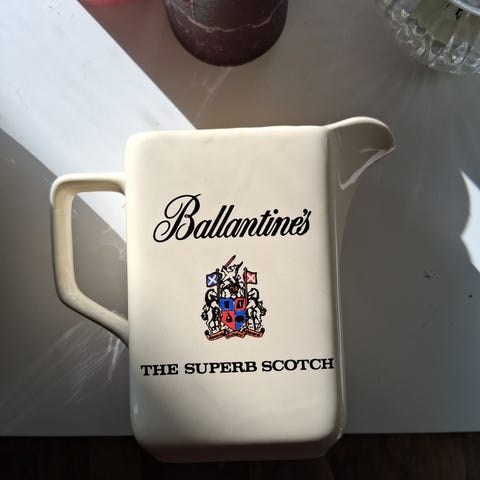 Ballantine's
THE SUPERB SCOTCH